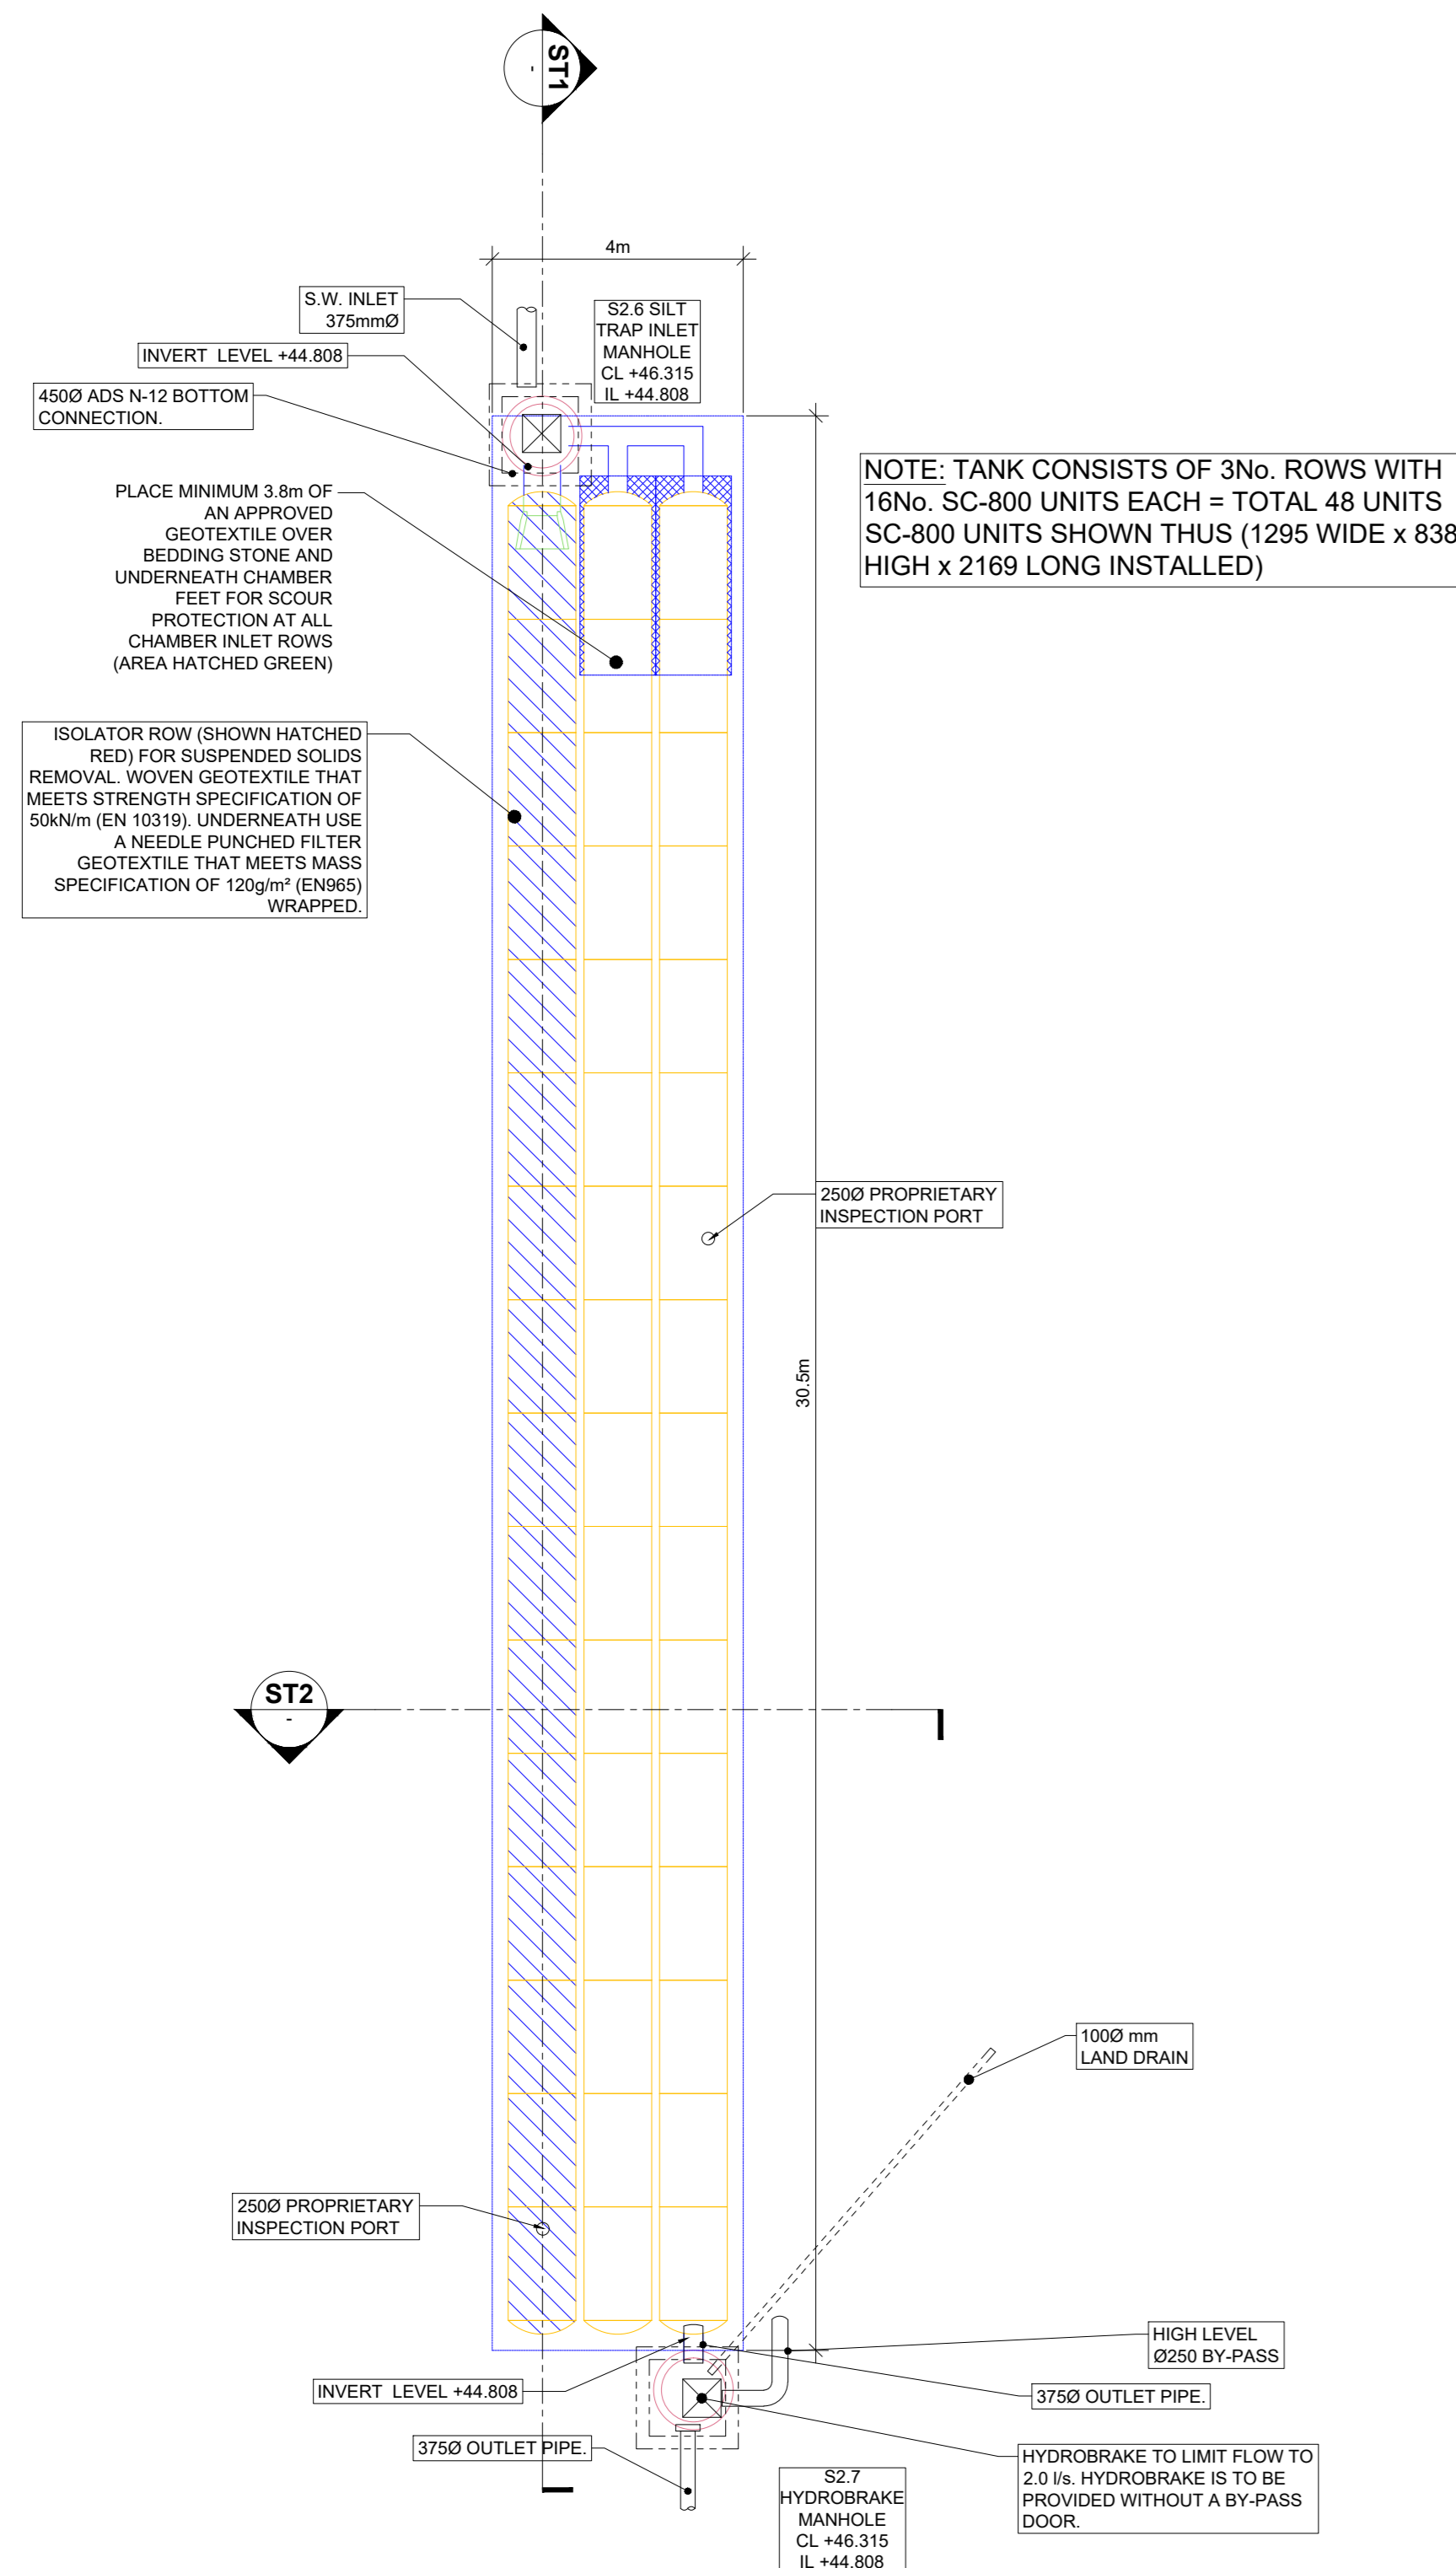 ST1
-
4m
S.W. INLET
375mmØ
S2.6 SILT
TRAP INLET
MANHOLE
CL +46.315
IL +44.808
INVERT LEVEL +44.808
450Ø ADS N-12 BOTTOM
CONNECTION.
NOTE: TANK CONSISTS OF 3No. ROWS WITH
16No. SC-800 UNITS EACH = TOTAL 48 UNITS
SC-800 UNITS SHOWN THUS (1295 WIDE x 838
HIGH x 2169 LONG INSTALLED)
PLACE MINIMUM 3.8m OF
AN APPROVED
GEOTEXTILE OVER
BEDDING STONE AND
UNDERNEATH CHAMBER
FEET FOR SCOUR
PROTECTION AT ALL
CHAMBER INLET ROWS
(AREA HATCHED GREEN)
ISOLATOR ROW (SHOWN HATCHED
RED) FOR SUSPENDED SOLIDS
REMOVAL. WOVEN GEOTEXTILE THAT
MEETS STRENGTH SPECIFICATION OF
50kN/m (EN 10319). UNDERNEATH USE
A NEEDLE PUNCHED FILTER
GEOTEXTILE THAT MEETS MASS
SPECIFICATION OF 120g/m² (EN965)
WRAPPED.
250Ø PROPRIETARY
INSPECTION PORT
30.5m
ST2
-
100Ø mm
LAND DRAIN
250Ø PROPRIETARY
INSPECTION PORT
HIGH LEVEL
Ø250 BY-PASS
INVERT LEVEL +44.808
375Ø OUTLET PIPE.
375Ø OUTLET PIPE.
HYDROBRAKE TO LIMIT FLOW TO
2.0 l/s. HYDROBRAKE IS TO BE
PROVIDED WITHOUT A BY-PASS
DOOR.
S2.7
HYDROBRAKE
MANHOLE
CL +46.315
IL +44.808